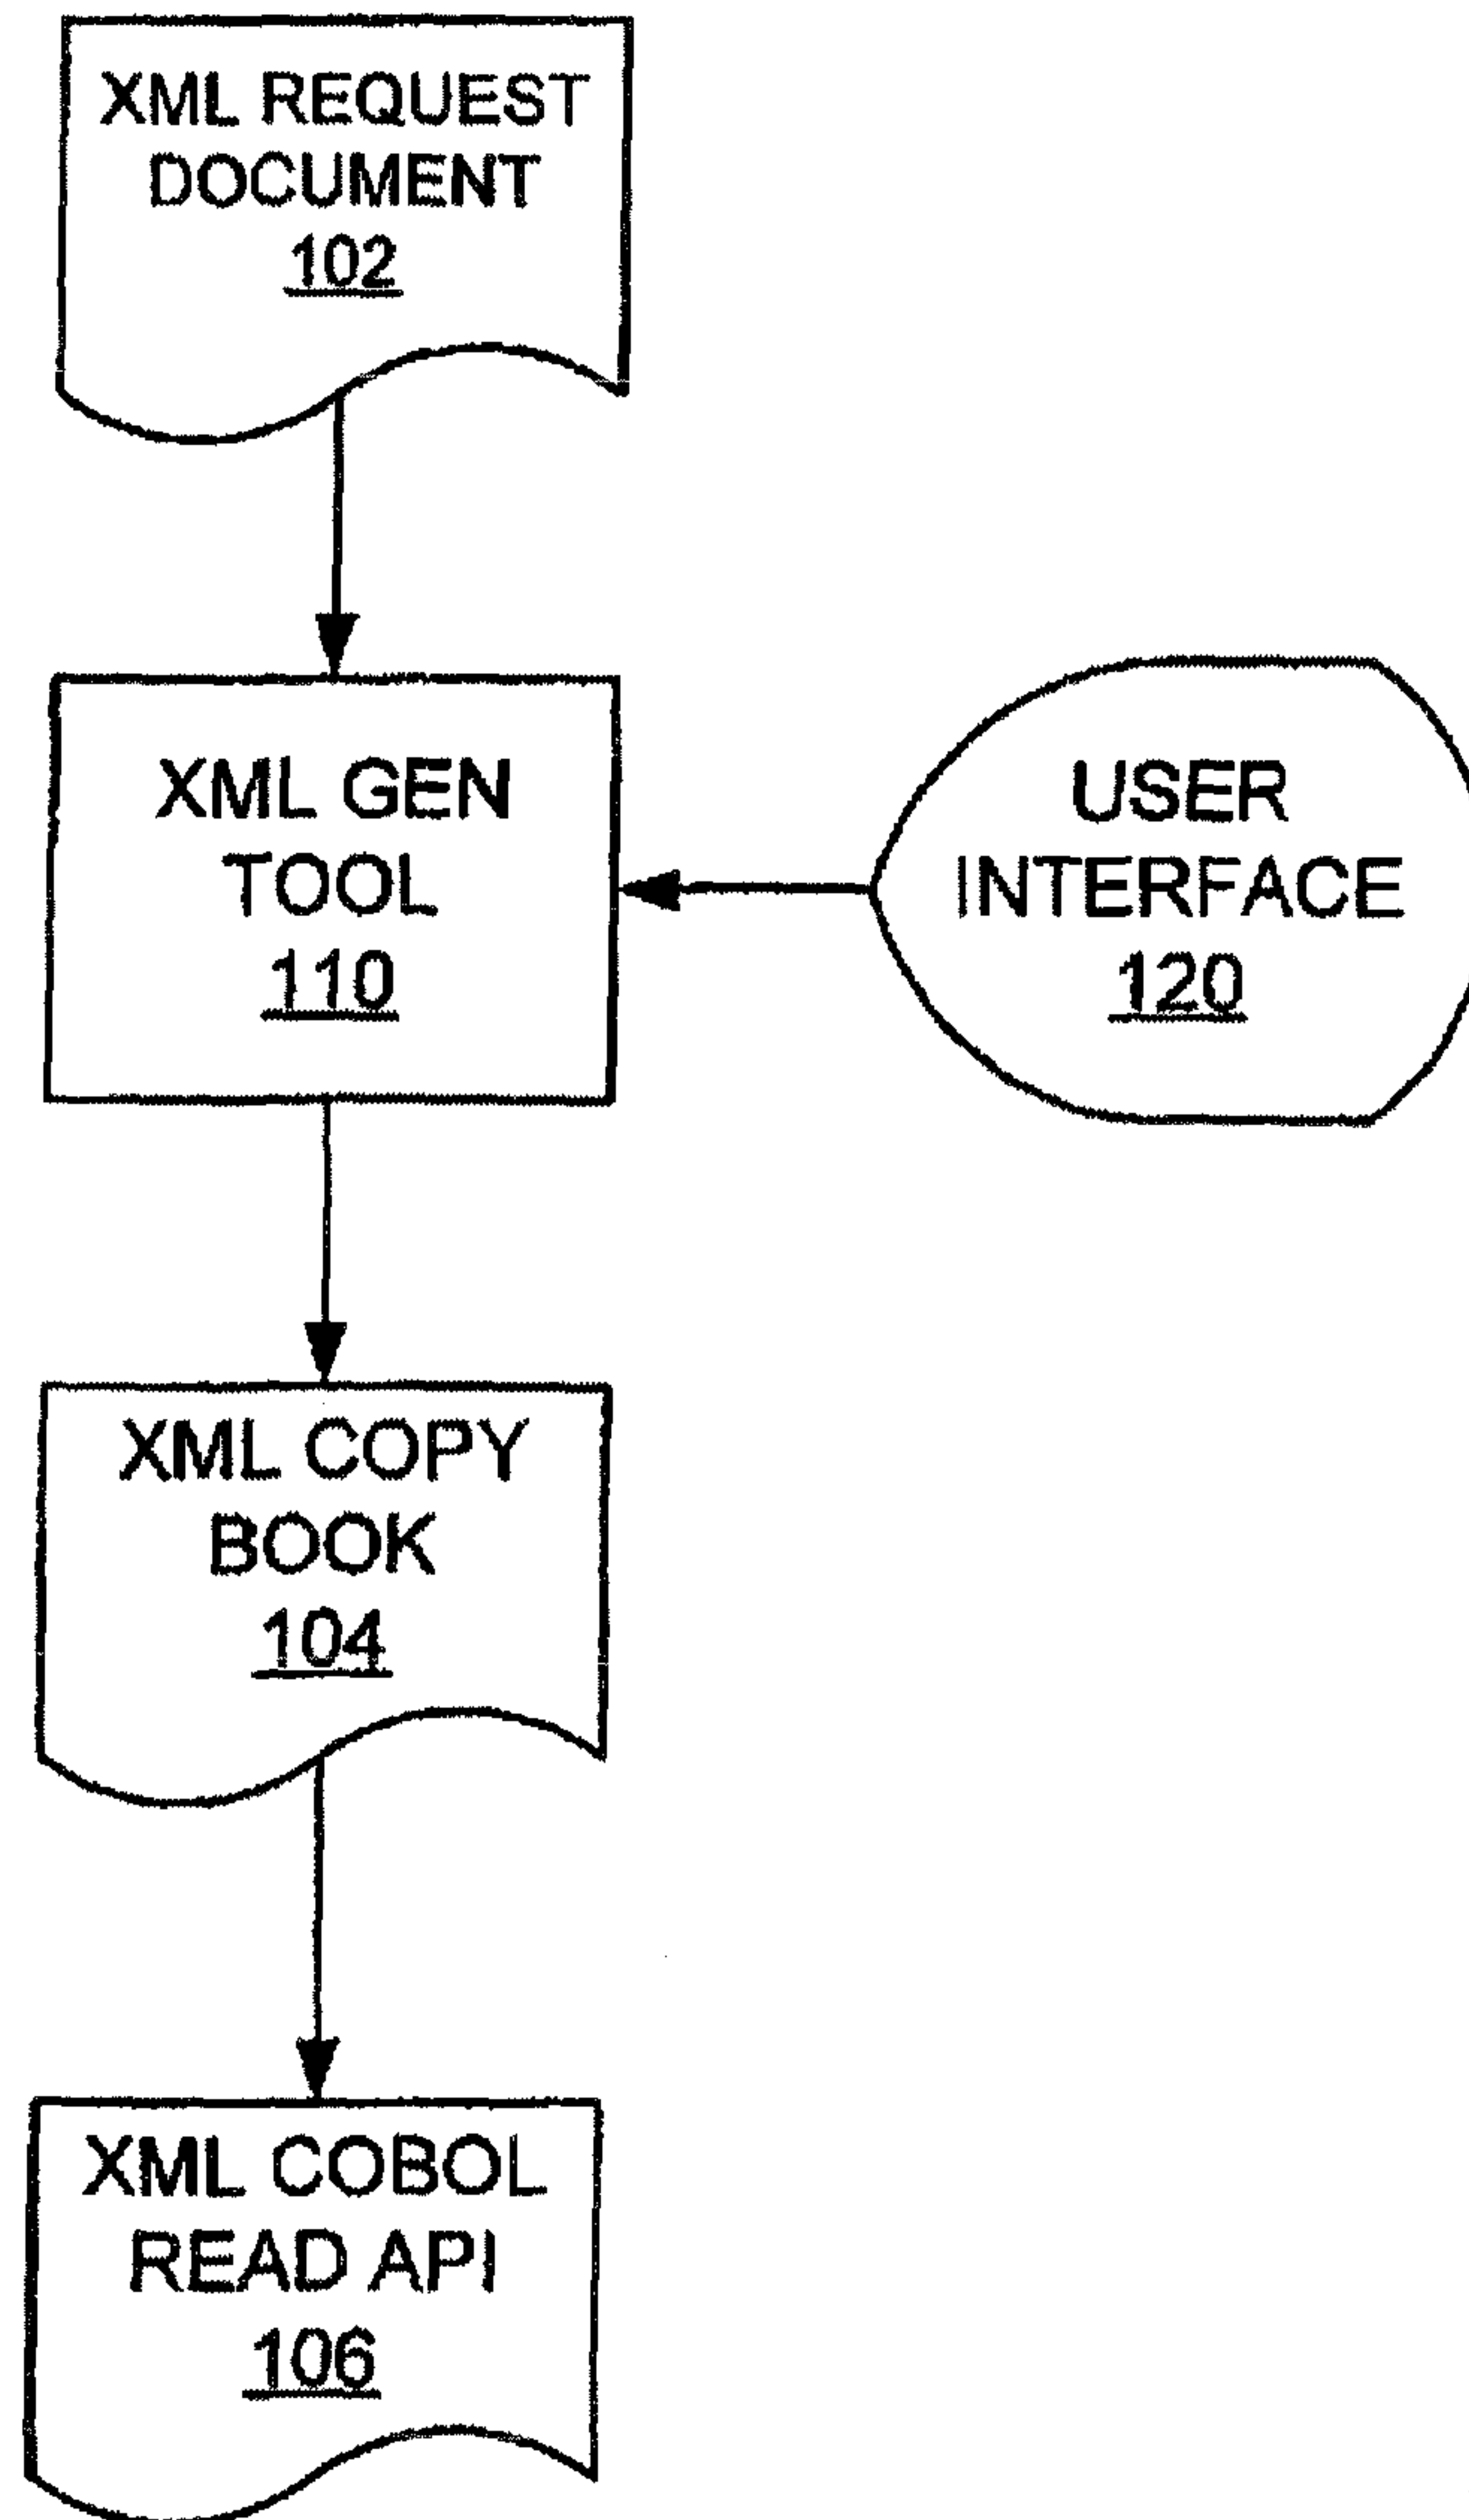 XML REQUEST
DOCUMENT
102
XML GEN
TOOL
110
USER
INTERFACE
120
XML COPY
BOOK
104
XML COBOL
READ API
106